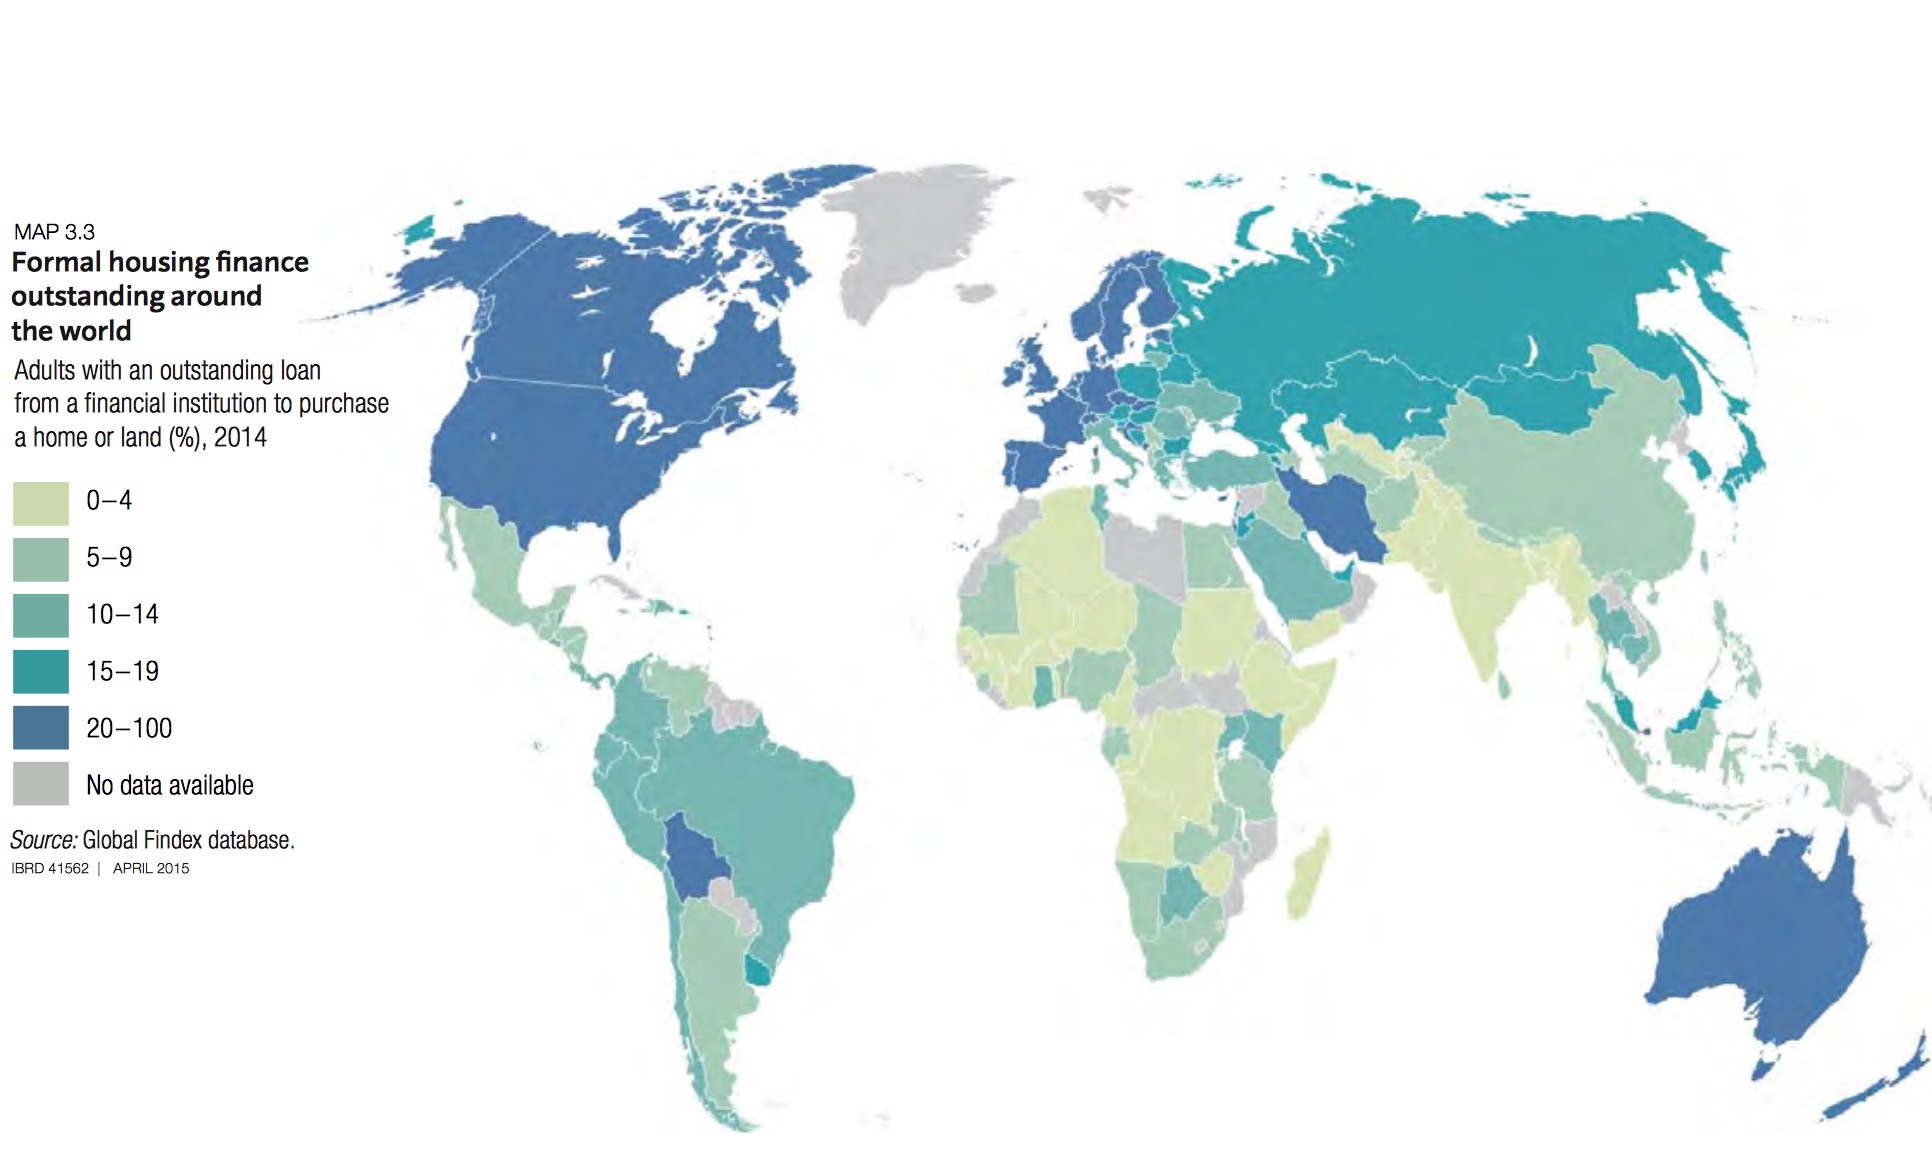 MAP 3.3
Formal housing finance
outstanding around
the world
Adults with an outstanding loan
from a financial institution to purchase
a home or land (%), 2014
0–4
5–9
10–14
15–19
20–100
No data available
Source: Global Findex database.
IBRD 41562 | APRIL 2015